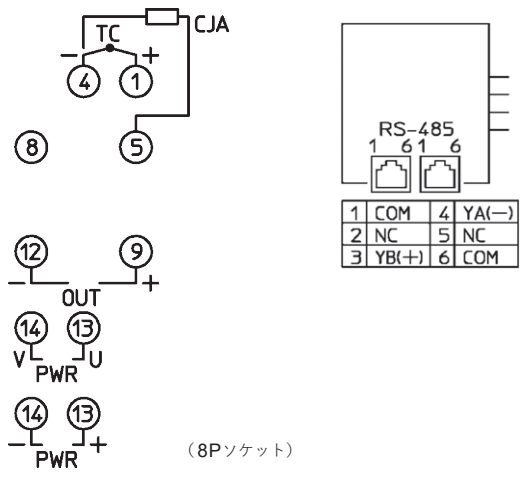 CJA
TC
− +
4 1
8 5
12 9
− OUT +
14 13
V PWR U
14 13
− PWR +
(8Pソケット)
RS-485
1 6 1 6
1 COM 4 YA(−)
2 NC 5 NC
3 YB(+) 6 COM